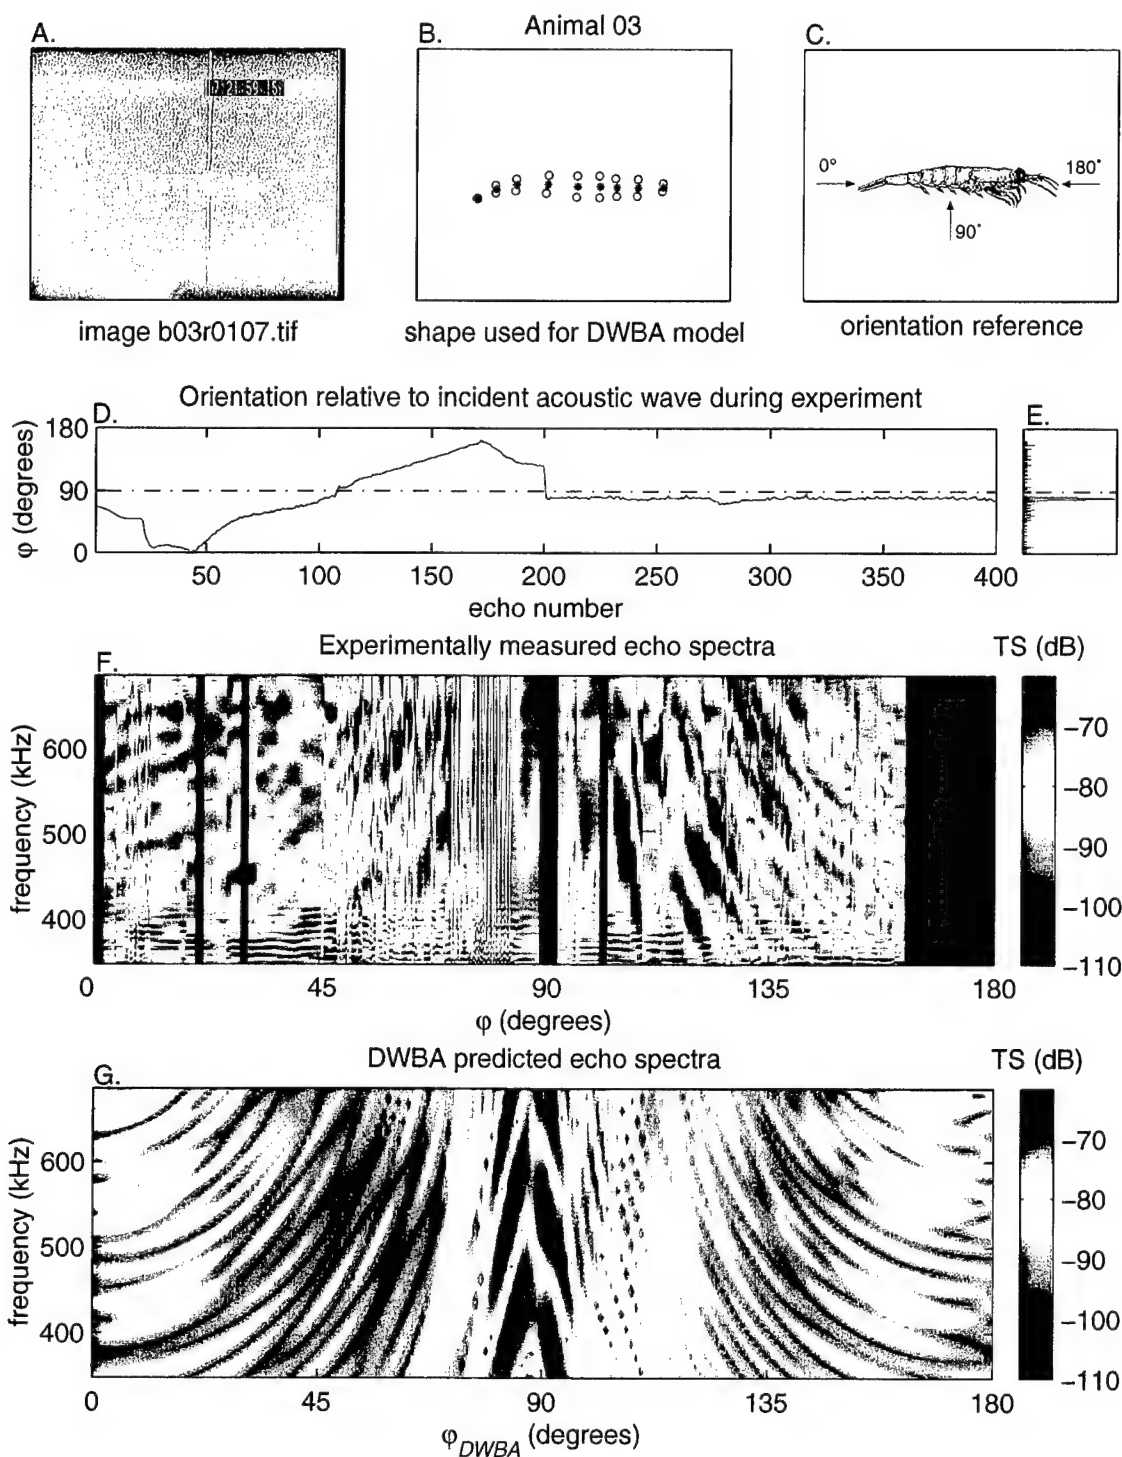 Animal 03
A.
B.
C.
0°
180°
90°
image b03r0107.tif
shape used for DWBA model
orientation reference
Orientation relative to incident acoustic wave during experiment
D.
E.
180
90
0
φ (degrees)
50 100 150 200 250 300 350 400
echo number
Experimentally measured echo spectra
TS (dB)
F.
600
500
400
frequency (kHz)
−70
−80
−90
−100
−110
0 45 90 135 180
φ (degrees)
DWBA predicted echo spectra
TS (dB)
G.
600
500
400
frequency (kHz)
−70
−80
−90
−100
−110
0 45 90 135 180
φDWBA (degrees)